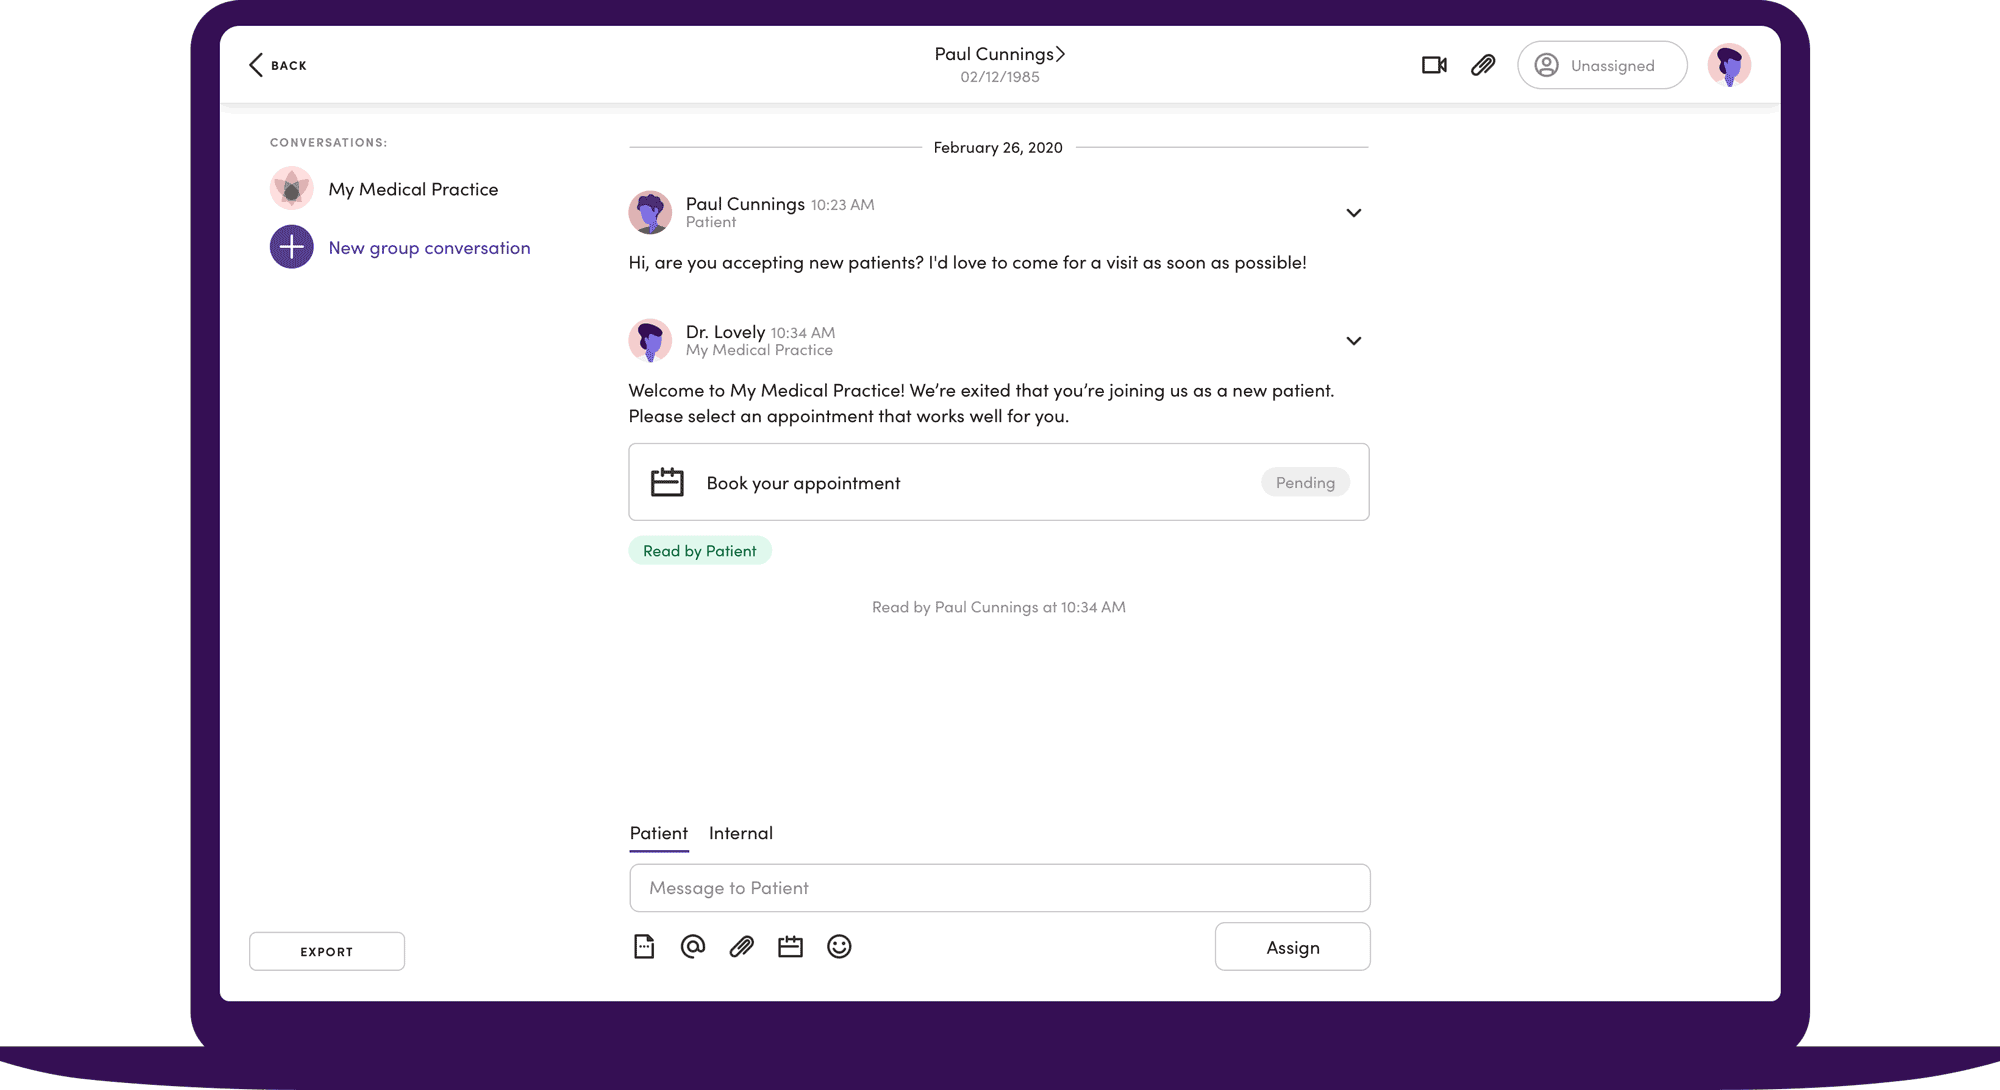 BACK
Paul Cunnings
02/12/1985
Unassigned
CONVERSATIONS:
My Medical Practice
New group conversation
February 26, 2020
Paul Cunnings 10:23 AM
Patient
Hi, are you accepting new patients? I'd love to come for a visit as soon as possible!
Dr. Lovely 10:34 AM
My Medical Practice
Welcome to My Medical Practice! We’re exited that you’re joining us as a new patient.
Please select an appointment that works well for you.
Book your appointment
Pending
Read by Patient
Read by Paul Cunnings at 10:34 AM
Patient Internal
Message to Patient
Assign
EXPORT